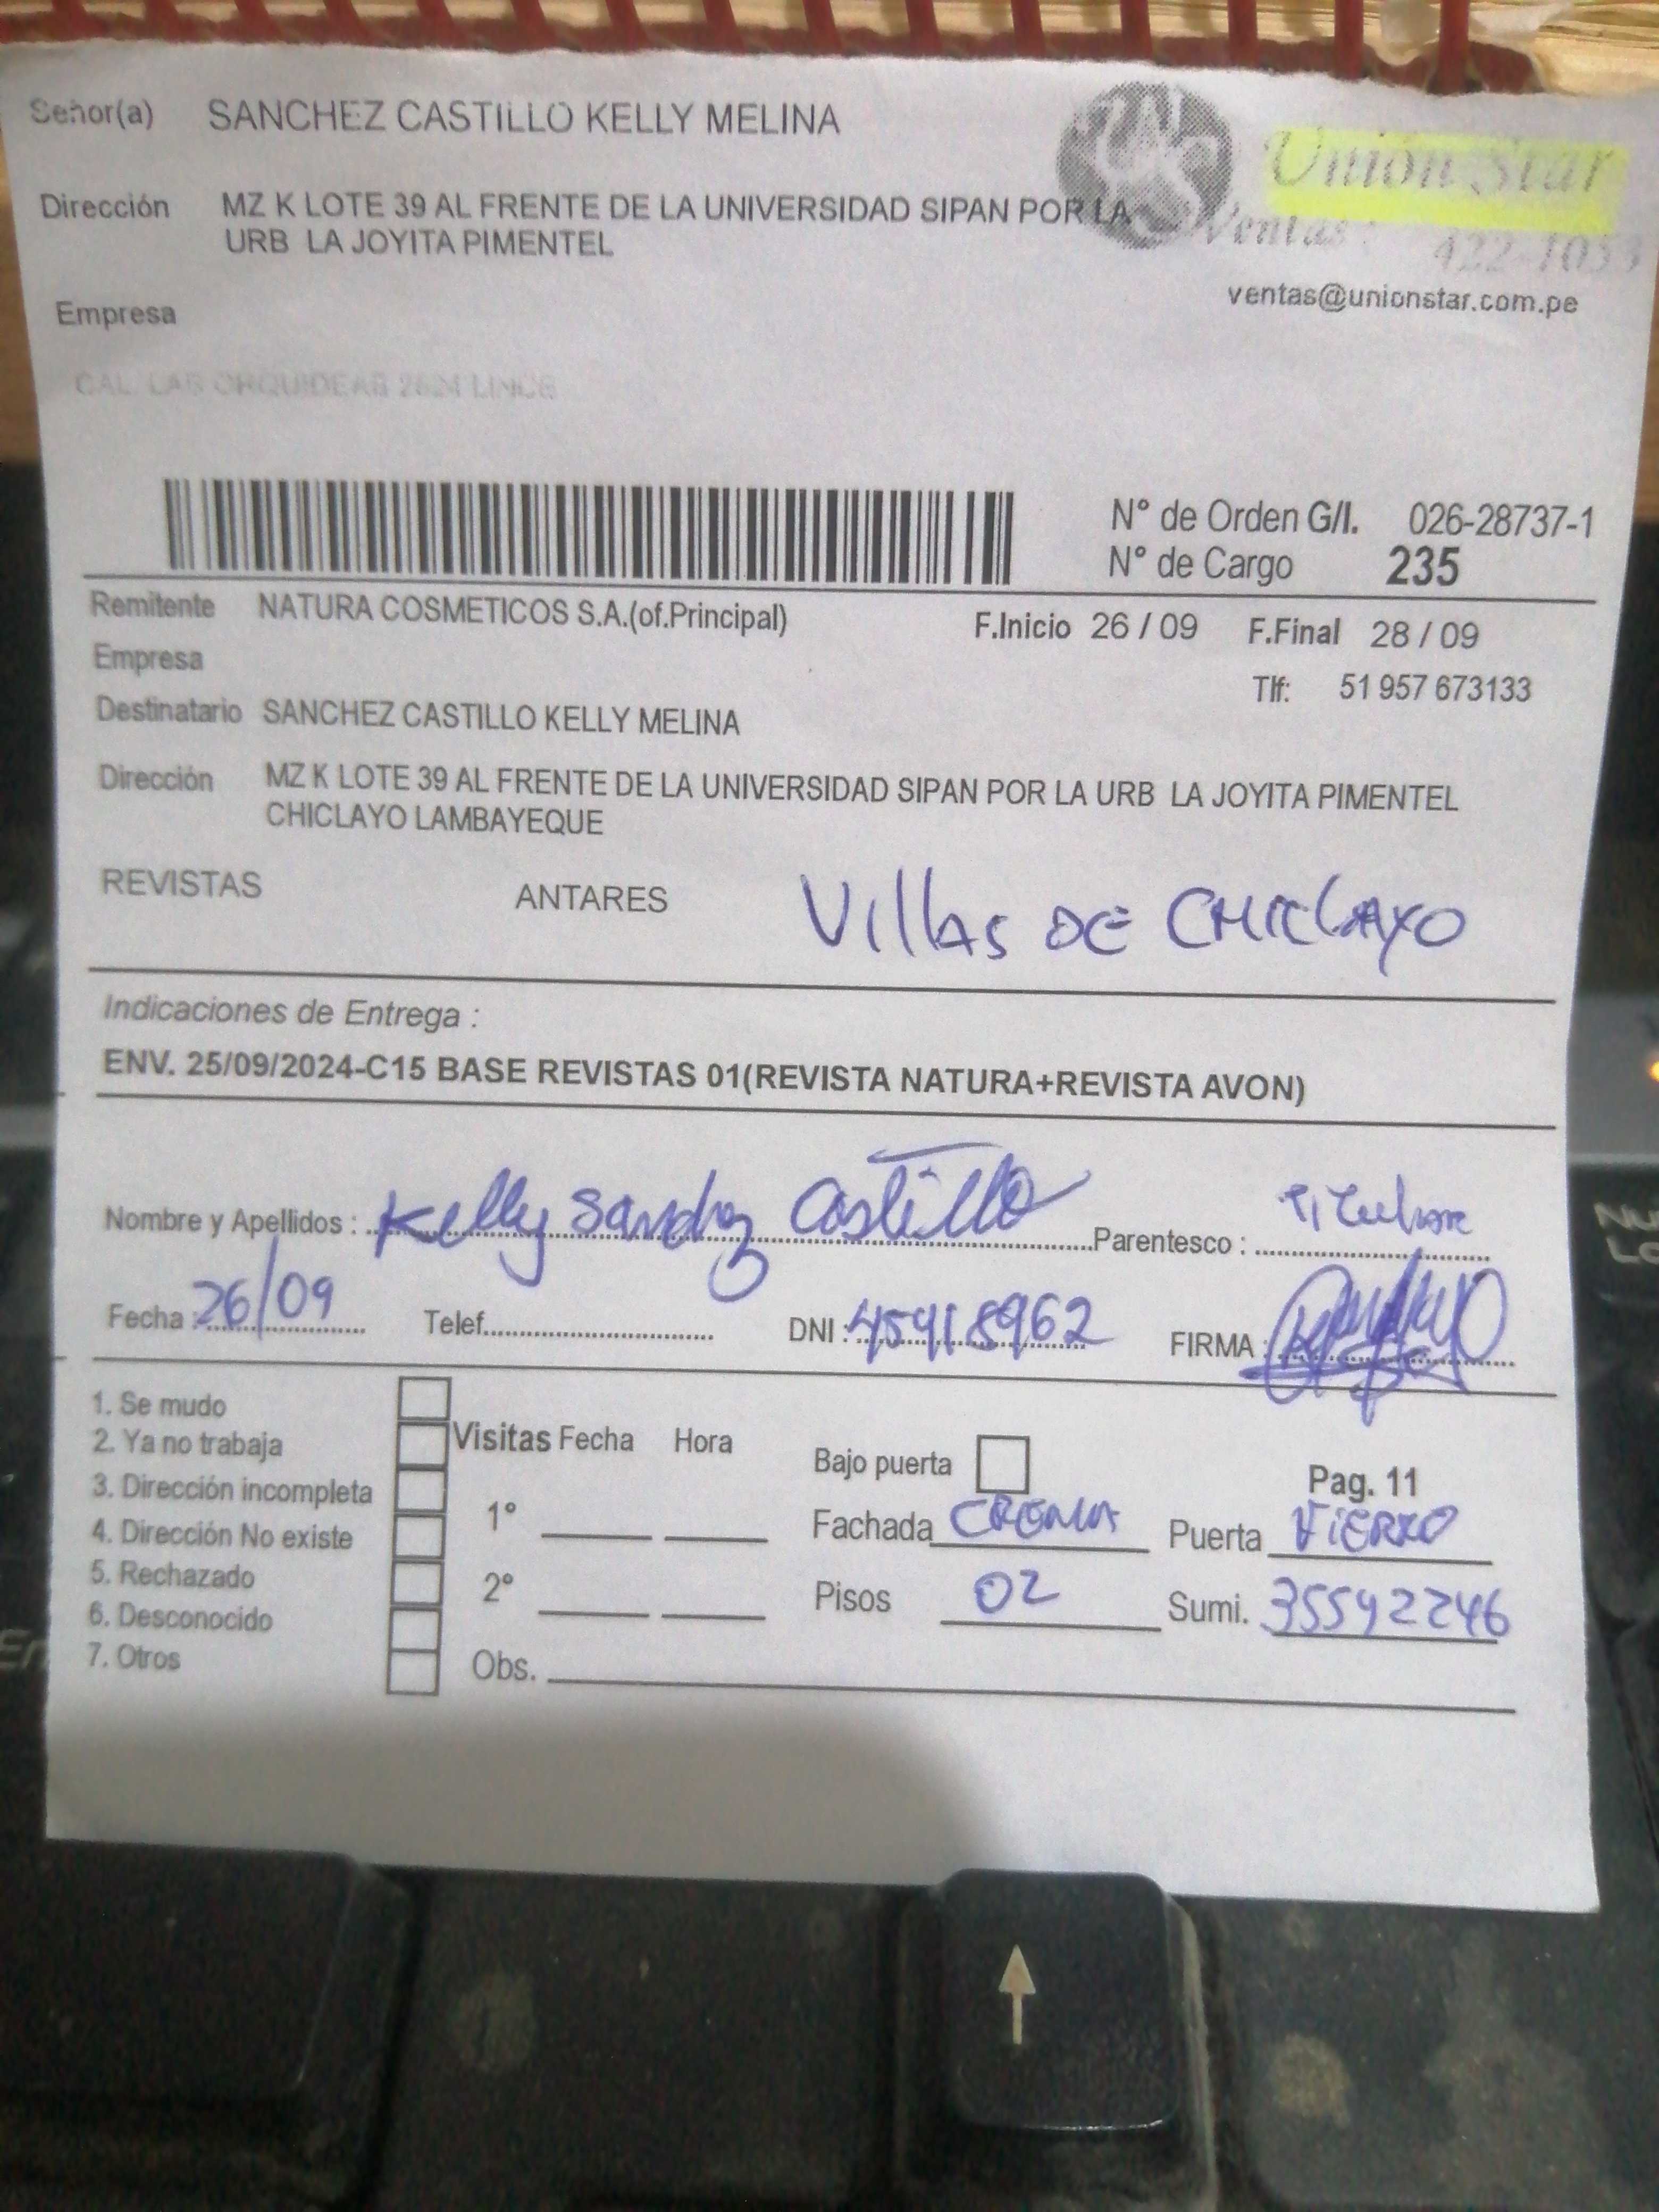 Señor(a) SANCHEZ CASTILLO KELLY MELINA
Unión Star
Dirección MZ K LOTE 39 AL FRENTE DE LA UNIVERSIDAD SIPAN POR LA
URB LA JOYITA PIMENTEL
Ventas: 422-1053
ventas@unionstar.com.pe
Empresa
CAL. LAS ORQUIDEAS 2624 LINCE
N° de Orden G/I. 026-28737-1
N° de Cargo 235
Remitente NATURA COSMETICOS S.A.(of.Principal) F.Inicio 26 / 09 F.Final 28 / 09
Empresa
Tlf: 51 957 673133
Destinatario SANCHEZ CASTILLO KELLY MELINA
Dirección MZ K LOTE 39 AL FRENTE DE LA UNIVERSIDAD SIPAN POR LA URB LA JOYITA PIMENTEL
CHICLAYO LAMBAYEQUE
REVISTAS ANTARES Villas DE CHICLAYO
Indicaciones de Entrega :
ENV. 25/09/2024-C15 BASE REVISTAS 01(REVISTA NATURA+REVISTA AVON)
Nombre y Apellidos : Kelly Sanchez Castillo Parentesco :
Fecha : 26/09 Telef. DNI : 45418962 FIRMA :
1. Se mudo
2. Ya no trabaja
3. Dirección incompleta
4. Dirección No existe
5. Rechazado
6. Desconocido
7. Otros
Visitas Fecha Hora
1°
2°
Obs.
Bajo puerta
Pag. 11
Fachada CREMA Puerta FIERRO
Pisos 02 Sumi. 35592246